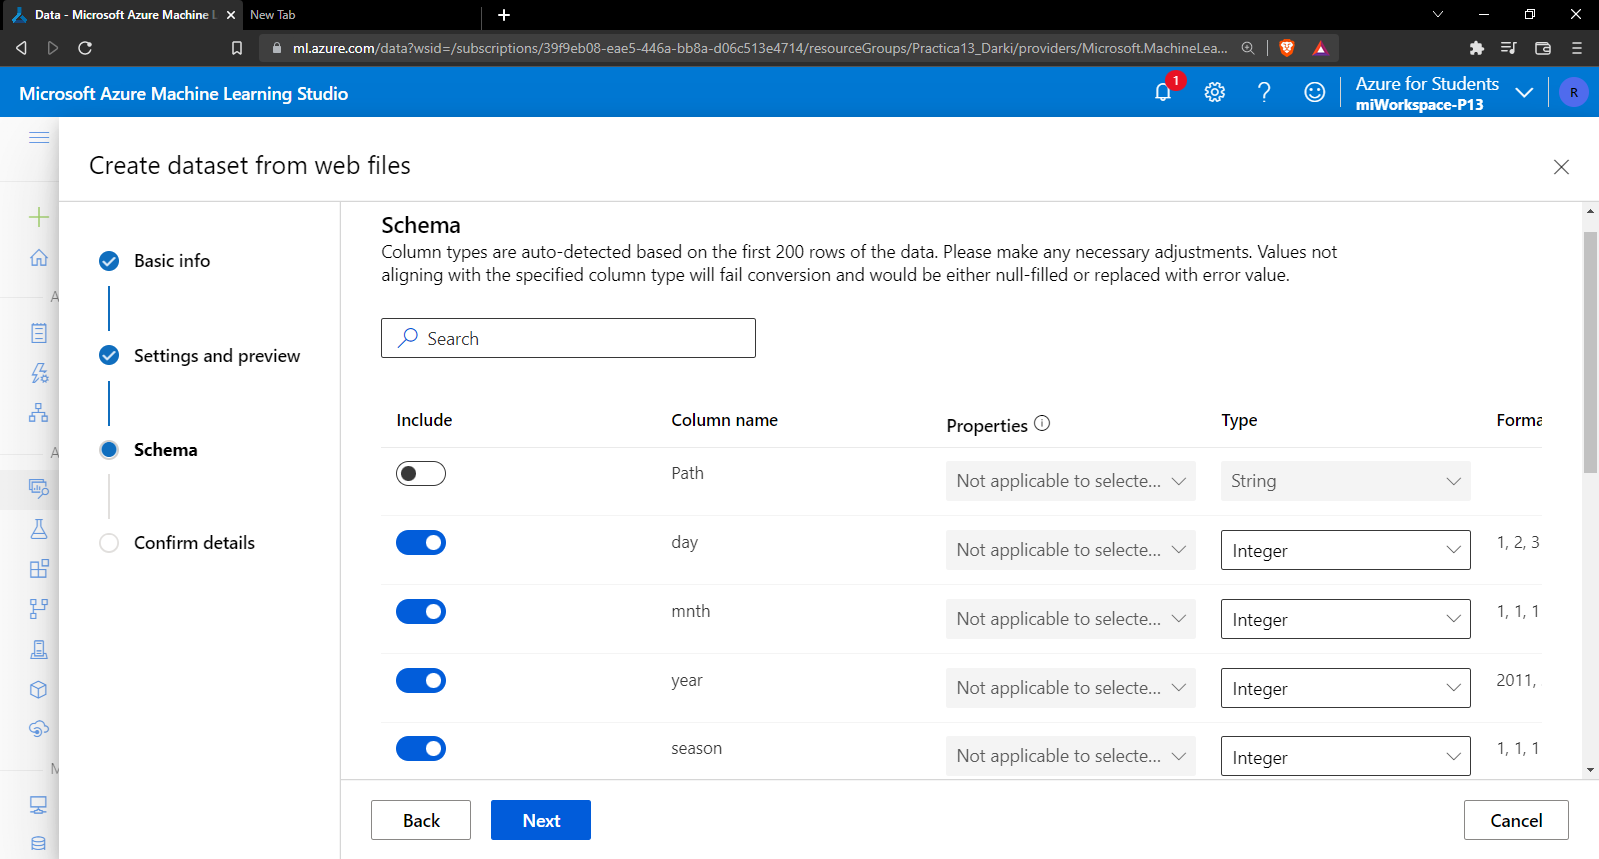 Data - Microsoft Azure Machine L
New Tab
ml.azure.com/data?wsid=/subscriptions/39f9eb08-eae5-446a-bb8a-d06c513e4714/resourceGroups/Practica13_Darki/providers/Microsoft.MachineLea...
Microsoft Azure Machine Learning Studio
1
Azure for Students
miWorkspace-P13
R
Create dataset from web files
A
A
M
Basic info
Settings and preview
Schema
Confirm details
Schema
Column types are auto-detected based on the first 200 rows of the data. Please make any necessary adjustments. Values not
aligning with the specified column type will fail conversion and would be either null-filled or replaced with error value.
Search
Include Column name Properties Type Forma
Path Not applicable to selecte... String
day Not applicable to selecte... Integer 1, 2, 3
mnth Not applicable to selecte... Integer 1, 1, 1
year Not applicable to selecte... Integer 2011,
season Not applicable to selecte... Integer 1, 1, 1
Back Next Cancel